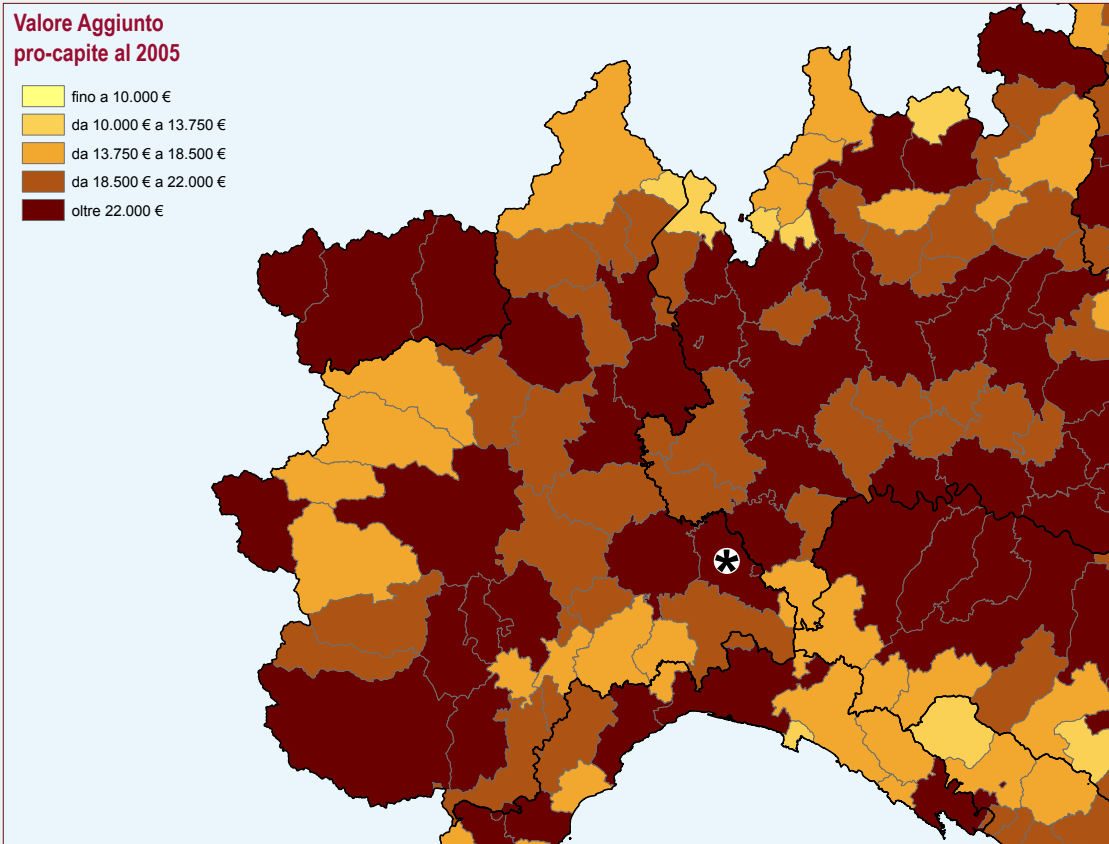 Valore Aggiunto
pro-capite al 2005
fino a 10.000 €
da 10.000 € a 13.750 €
da 13.750 € a 18.500 €
da 18.500 € a 22.000 €
oltre 22.000 €